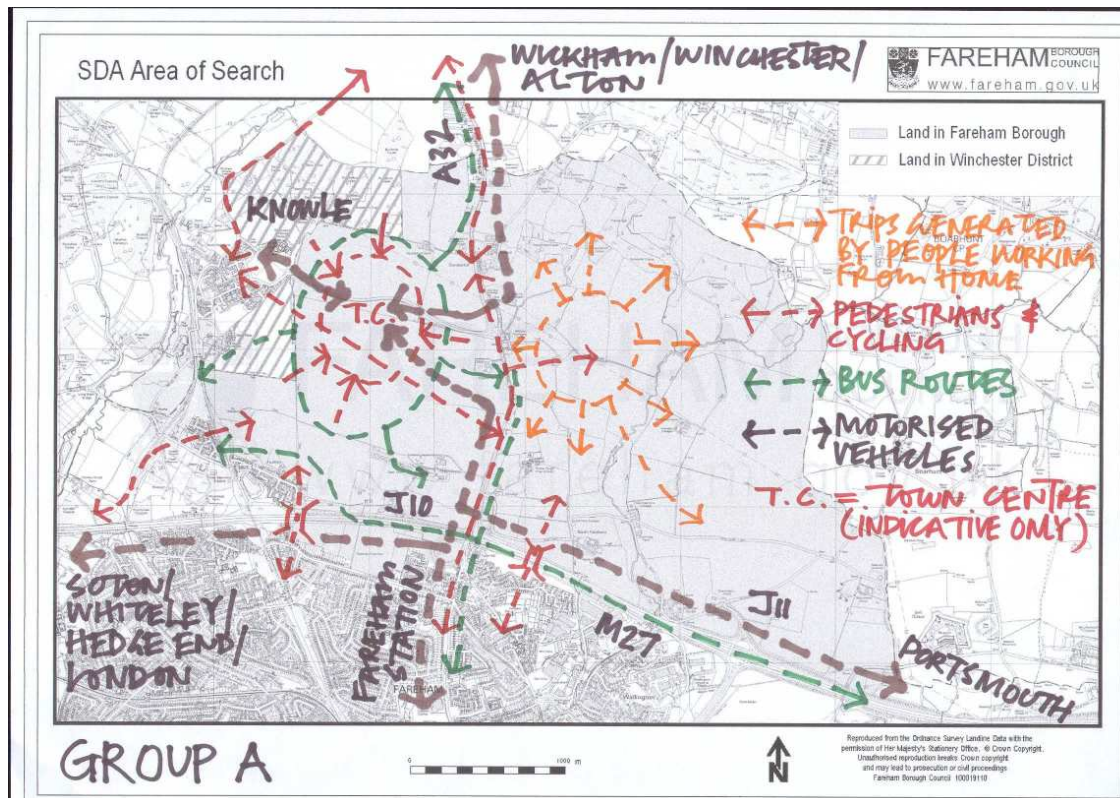 SDA Area of Search
WICKHAM/WINCHESTER/
ALTON
FAREHAM BOROUGH COUNCIL
www.fareham.gov.uk
Land in Fareham Borough
Land in Winchester District
A32
KNOWLE
T.C.
TRIPS GENERATED
BY PEOPLE WORKING
FROM HOME
PEDESTRIANS &
CYCLING
BUS ROUTES
MOTORISED
VEHICLES
T.C. = TOWN CENTRE
(INDICATIVE ONLY)
J10
SOTON/
WHITELEY/
HEDGE END/
LONDON
FAREHAM
STATION
FAREHAM
M27
J11
PORTSMOUTH
Wallington
GROUP A
0 1000 m
N
Reproduced from the Ordnance Survey Landline Data with the
permission of Her Majesty's Stationery Office. © Crown Copyright.
Unauthorised reproduction breaks Crown copyright
and may lead to prosecution or civil proceedings
Fareham Borough Council 100019110